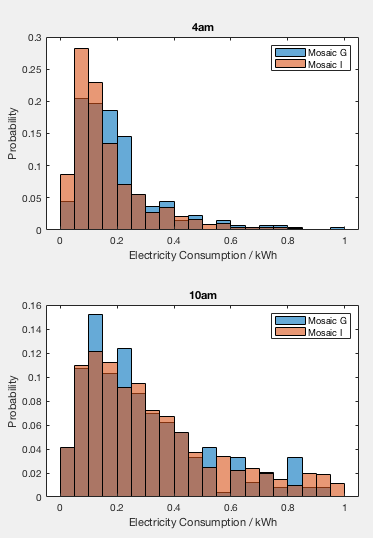 4am
0.3
0.25
0.2
0.15
0.1
0.05
0
Probability
Mosaic G
Mosaic I
0 0.2 0.4 0.6 0.8 1
Electricity Consumption / kWh
10am
0.16
0.14
0.12
0.1
0.08
0.06
0.04
0.02
0
Probability
Mosaic G
Mosaic I
0 0.2 0.4 0.6 0.8 1
Electricity Consumption / kWh